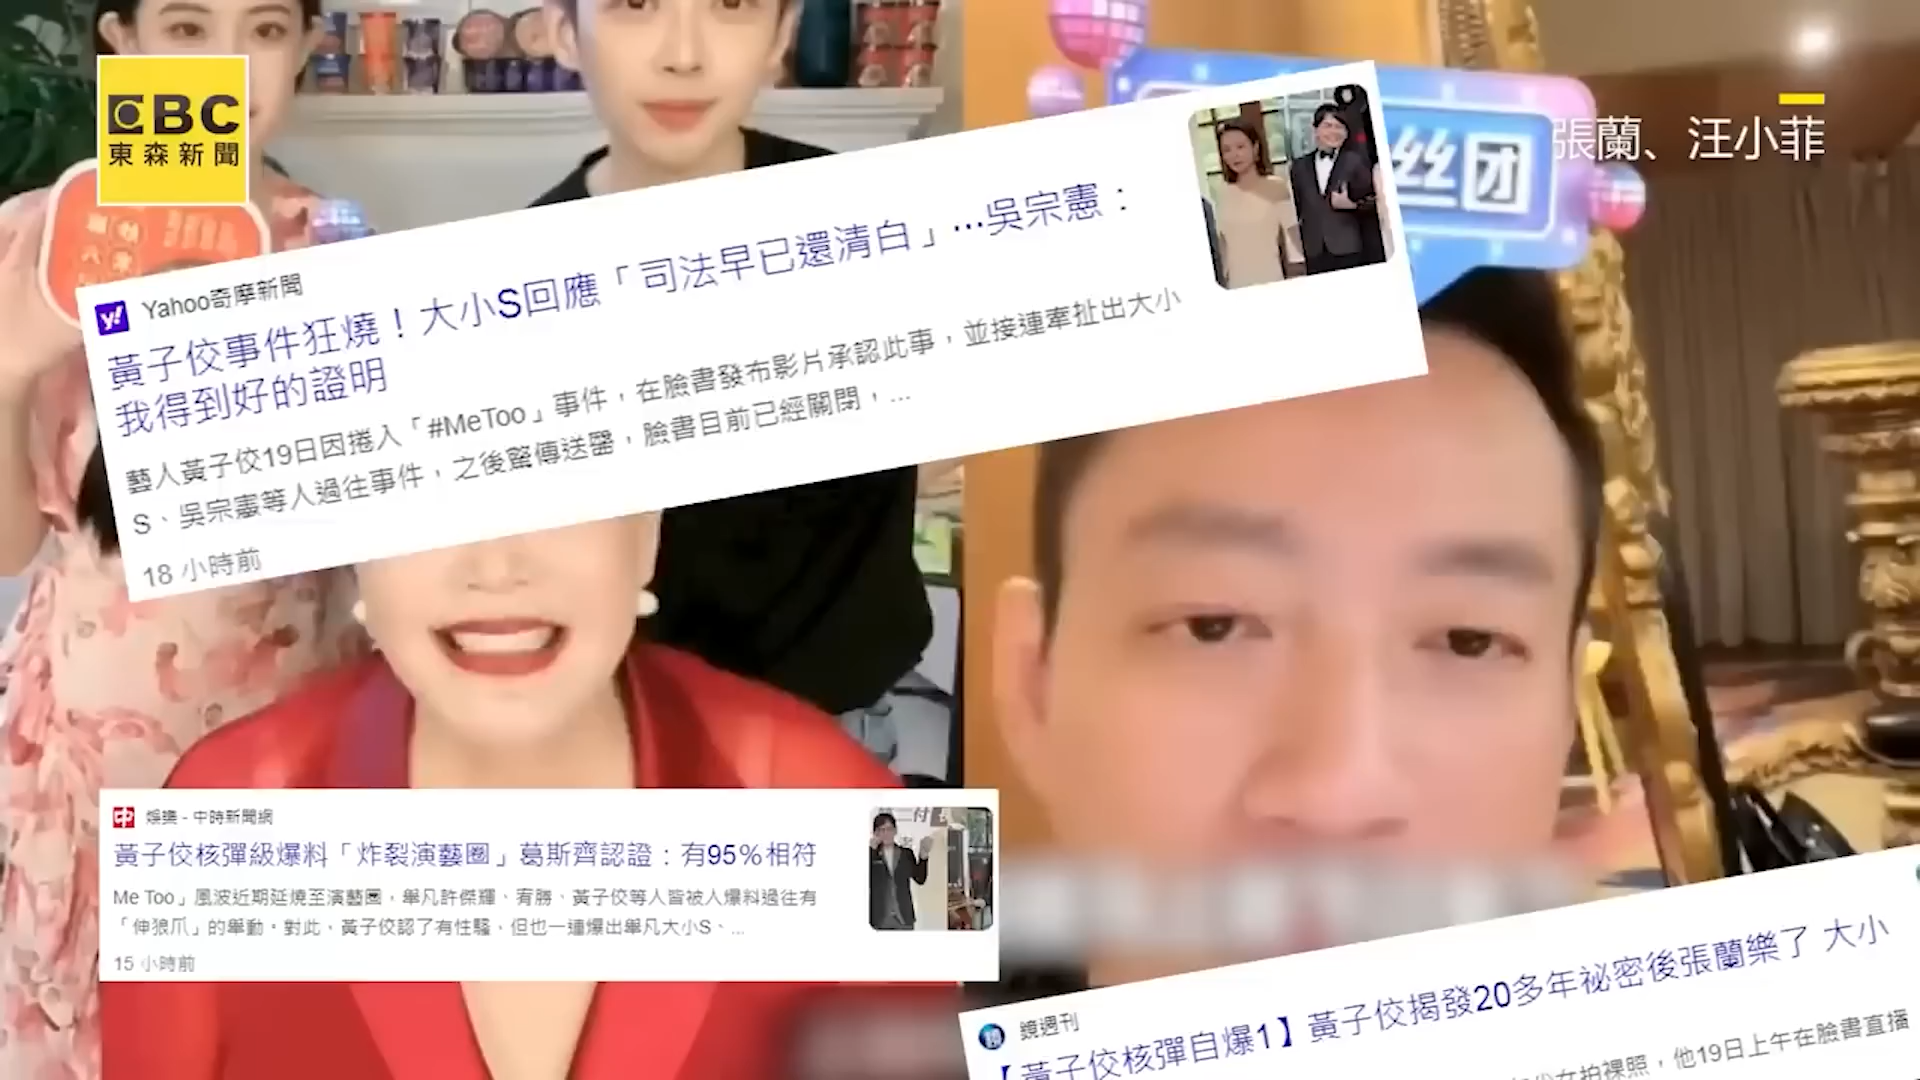 EBC
東森新聞
張蘭、汪小菲
丝团
Yahoo奇摩新聞
黃子佼事件狂燒！大小S回應「司法早已還清白」…吳宗憲：
我得到好的證明
藝人黃子佼19日因捲入「#MeToo」事件，在臉書發布影片承認此事，並接連牽扯出大小
S、吳宗憲等人過往事件，之後驚傳送醫，臉書目前已經關閉，...
18 小時前
娛樂 - 中時新聞網
黃子佼核彈級爆料「炸裂演藝圈」葛斯齊認證：有95%相符
Me Too」風波近期延燒至演藝圈，舉凡許傑輝、宥勝、黃子佼等人皆被人爆料過往有
「伸狼爪」的舉動。對此，黃子佼認了有性騷，但也一連爆出舉凡大小S、...
15 小時前
鏡週刊
【黃子佼核彈自爆1】黃子佼揭發20多年祕密後張蘭樂了 大小
女拍裸照，他19日上午在臉書直播